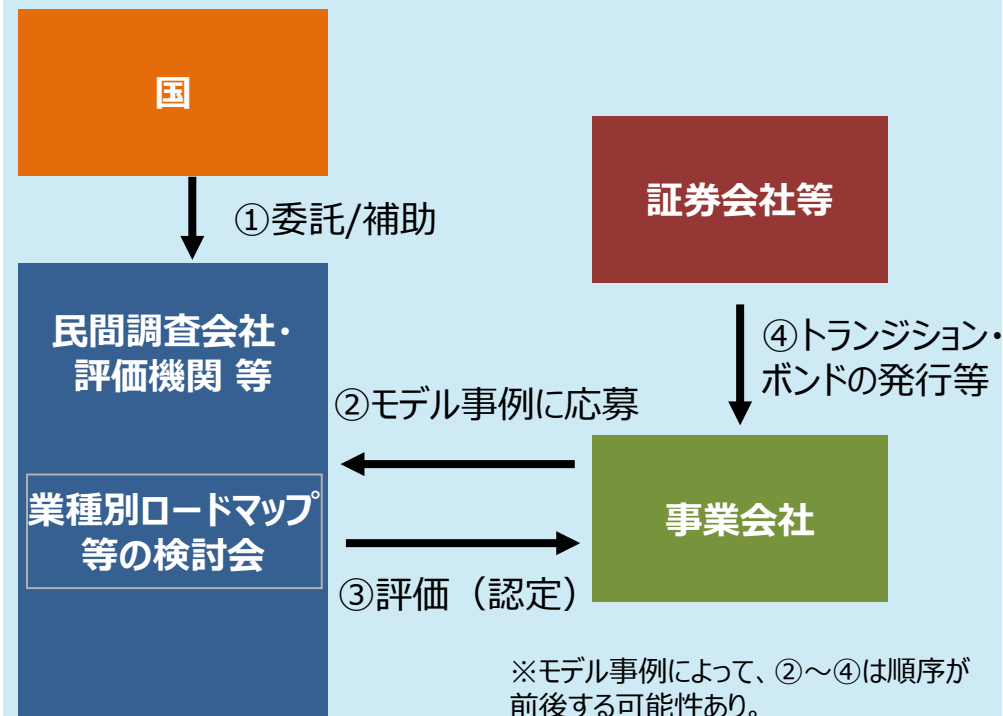 国
①委託/補助
証券会社等
民間調査会社・
評価機関 等
④トランジション・
ボンドの発行等
②モデル事例に応募
業種別ロードマップ
等の検討会
事業会社
③評価（認定）
※モデル事例によって、②～④は順序が
前後する可能性あり。